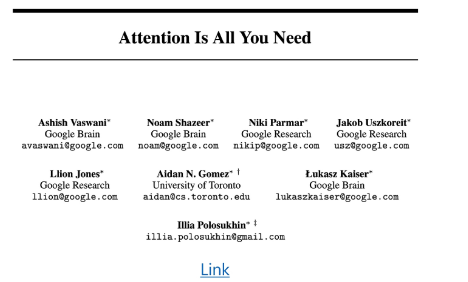 Attention Is All You Need
Ashish Vaswani* Noam Shazeer* Niki Parmar* Jakob Uszkoreit*
Google Brain Google Brain Google Research Google Research
avaswani@google.com noam@google.com nikip@google.com usz@google.com
Llion Jones* Aidan N. Gomez* † Łukasz Kaiser*
Google Research University of Toronto Google Brain
llion@google.com aidan@cs.toronto.edu lukaszkaiser@google.com
Illia Polosukhin* ‡
illia.polosukhin@gmail.com
Link